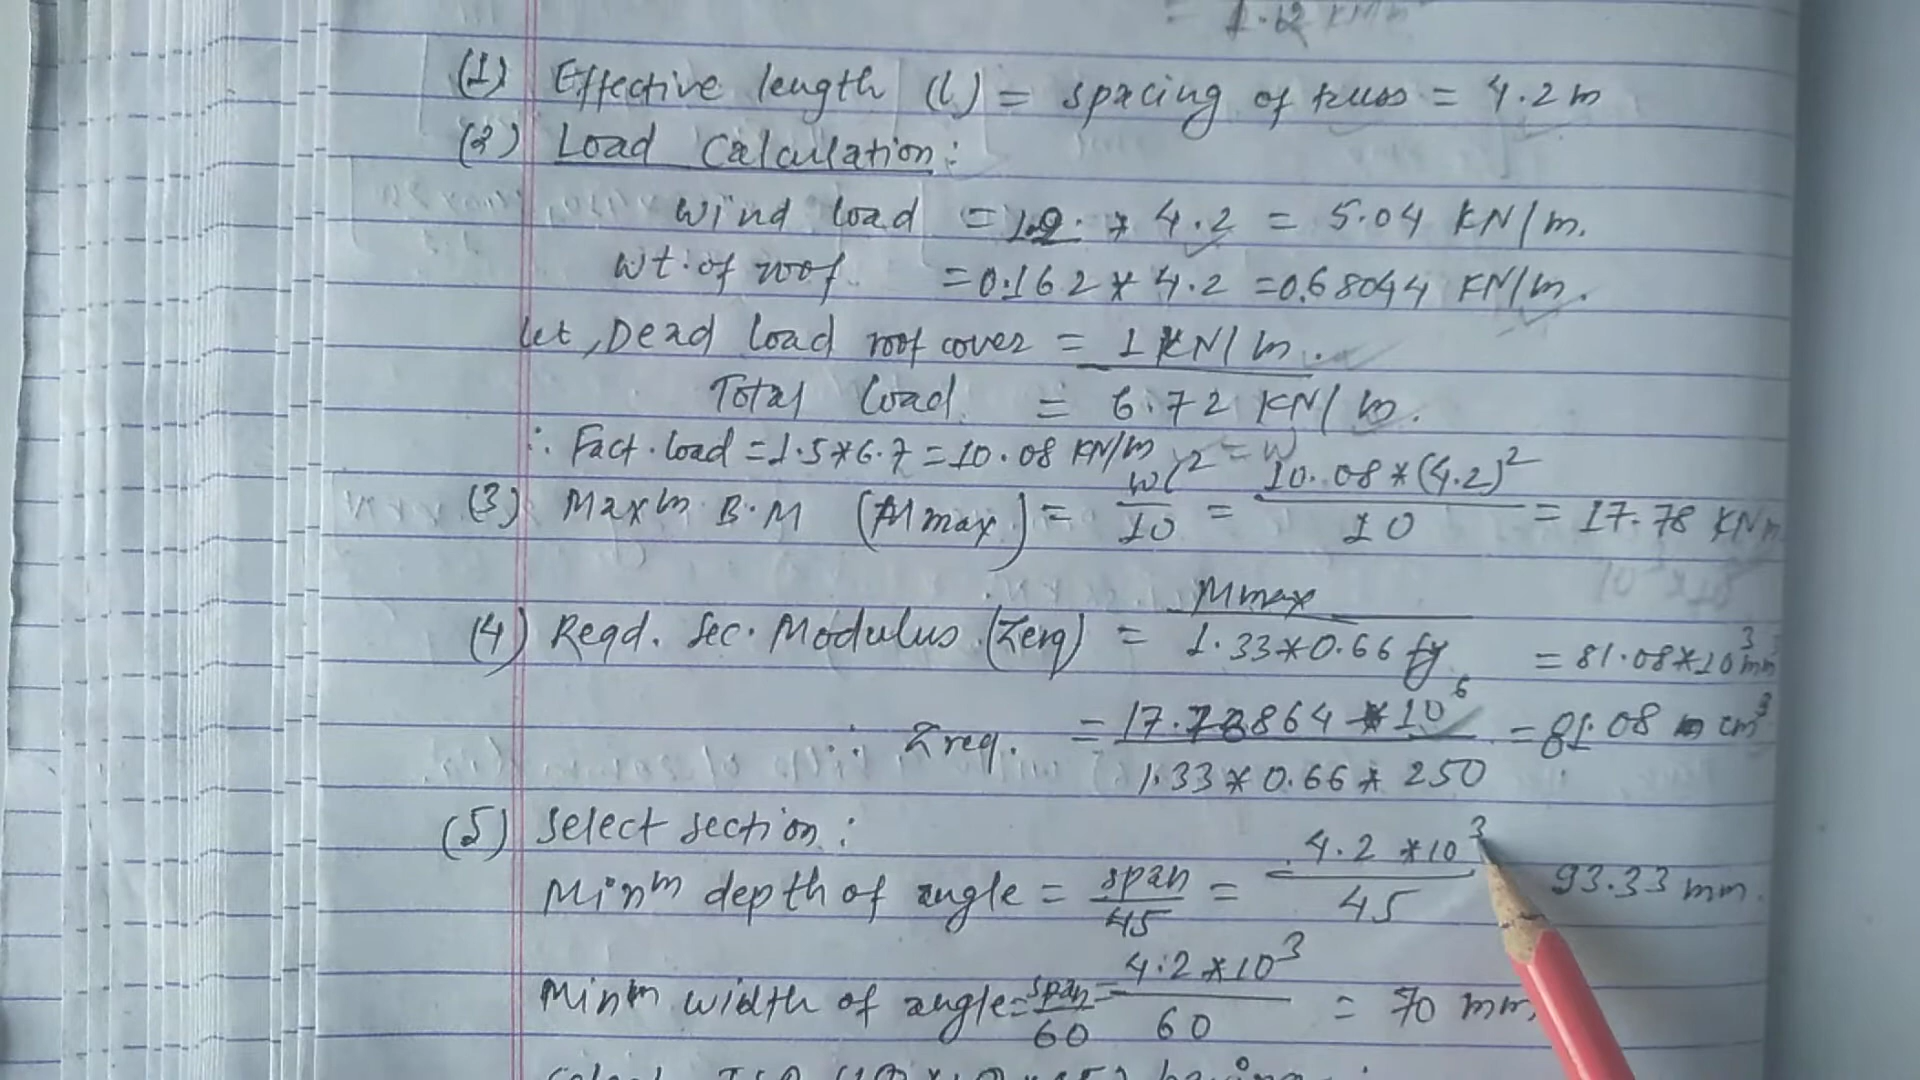 = 1.12 KN/m
(1) Effective length (l) = spacing of truss = 4.2 m
(2) Load Calculation:
Wind load = 1.2 * 4.2 = 5.04 KN/m.
Wt. of roof. = 0.162 * 4.2 = 0.68044 KN/m.
Let, Dead load roof cover = 1 KN/m.
Total load = 6.72 KN/m.
∴ Fact. load = 1.5*6.7 = 10.08 KN/m = W
(3) Maxm B.M (Mmax) = wl²/10 = 10.08*(4.2)²/10 = 17.78 KNm
(4) Reqd. Sec. Modulus (Zerq) = Mmax/1.33*0.66 fy = 81.08*10³mm³
∴ Zreq. = 17.78864 * 10⁶/1.33*0.66* 250 = 81.08 cm³
(5) Select section:
Minm depth of angle = span/45 = 4.2 *10³/45 93.33 mm.
Minm width of angle = span/60 = 4.2 *10³/60 = 70 mm,